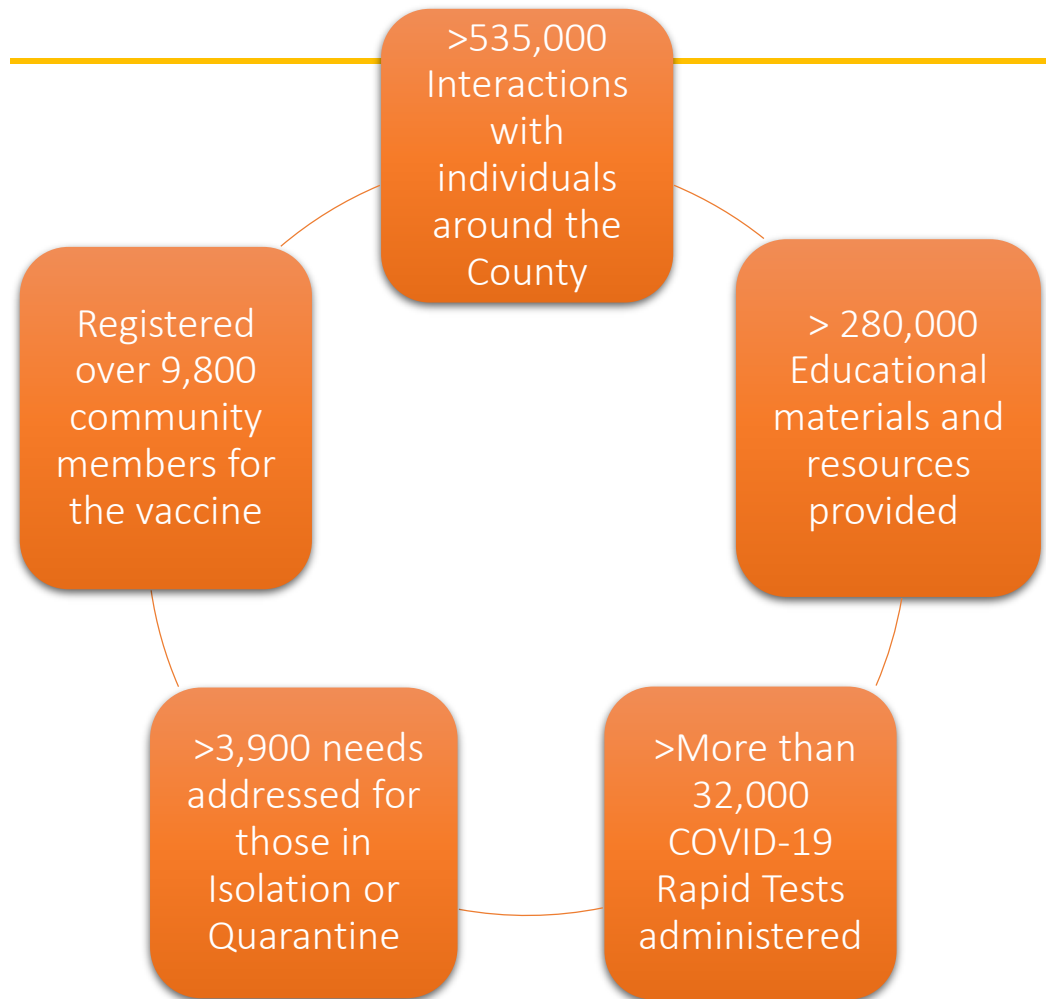 >535,000
Interactions
with
individuals
around the
County
> 280,000
Educational
materials and
resources
provided
>More than
32,000
COVID-19
Rapid Tests
administered
>3,900 needs
addressed for
those in
Isolation or
Quarantine
Registered
over 9,800
community
members for
the vaccine